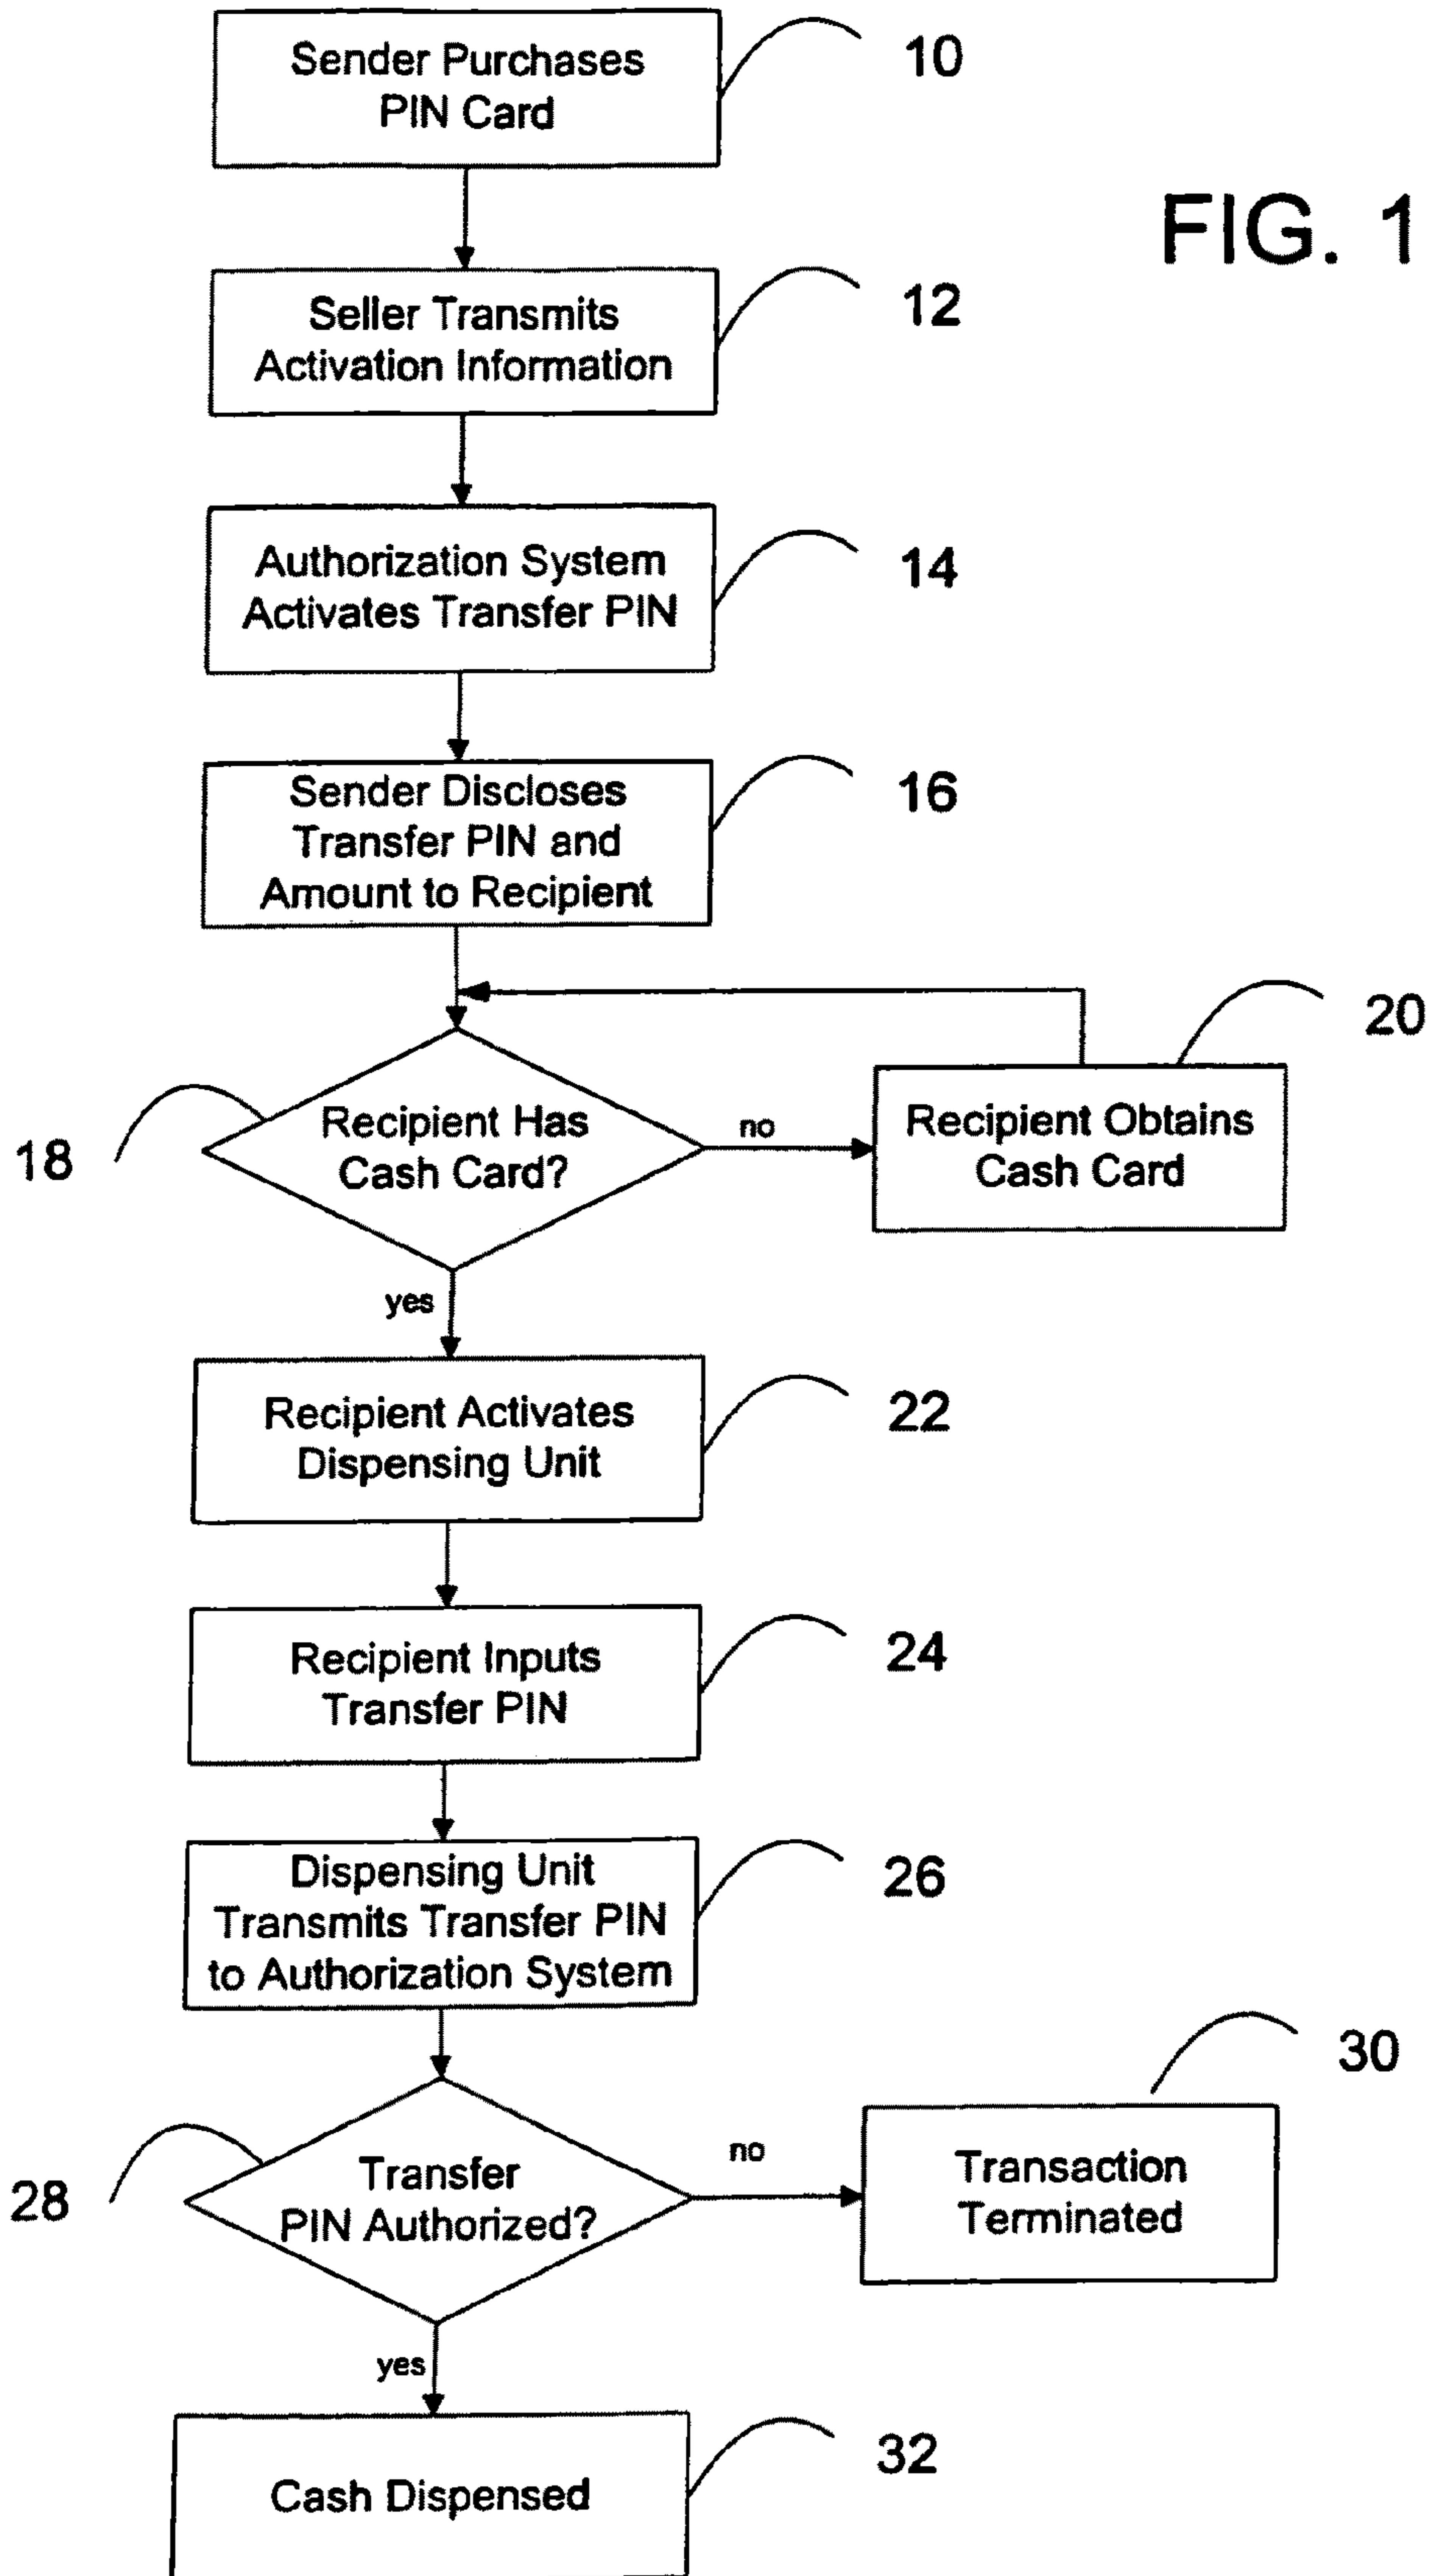 Sender Purchases
PIN Card
10
FIG. 1
Seller Transmits
Activation Information
12
Authorization System
Activates Transfer PIN
14
Sender Discloses
Transfer PIN and
Amount to Recipient
16
Recipient Has
Cash Card?
18
no
Recipient Obtains
Cash Card
20
yes
Recipient Activates
Dispensing Unit
22
Recipient Inputs
Transfer PIN
24
Dispensing Unit
Transmits Transfer PIN
to Authorization System
26
Transfer
PIN Authorized?
28
no
Transaction
Terminated
30
yes
Cash Dispensed
32